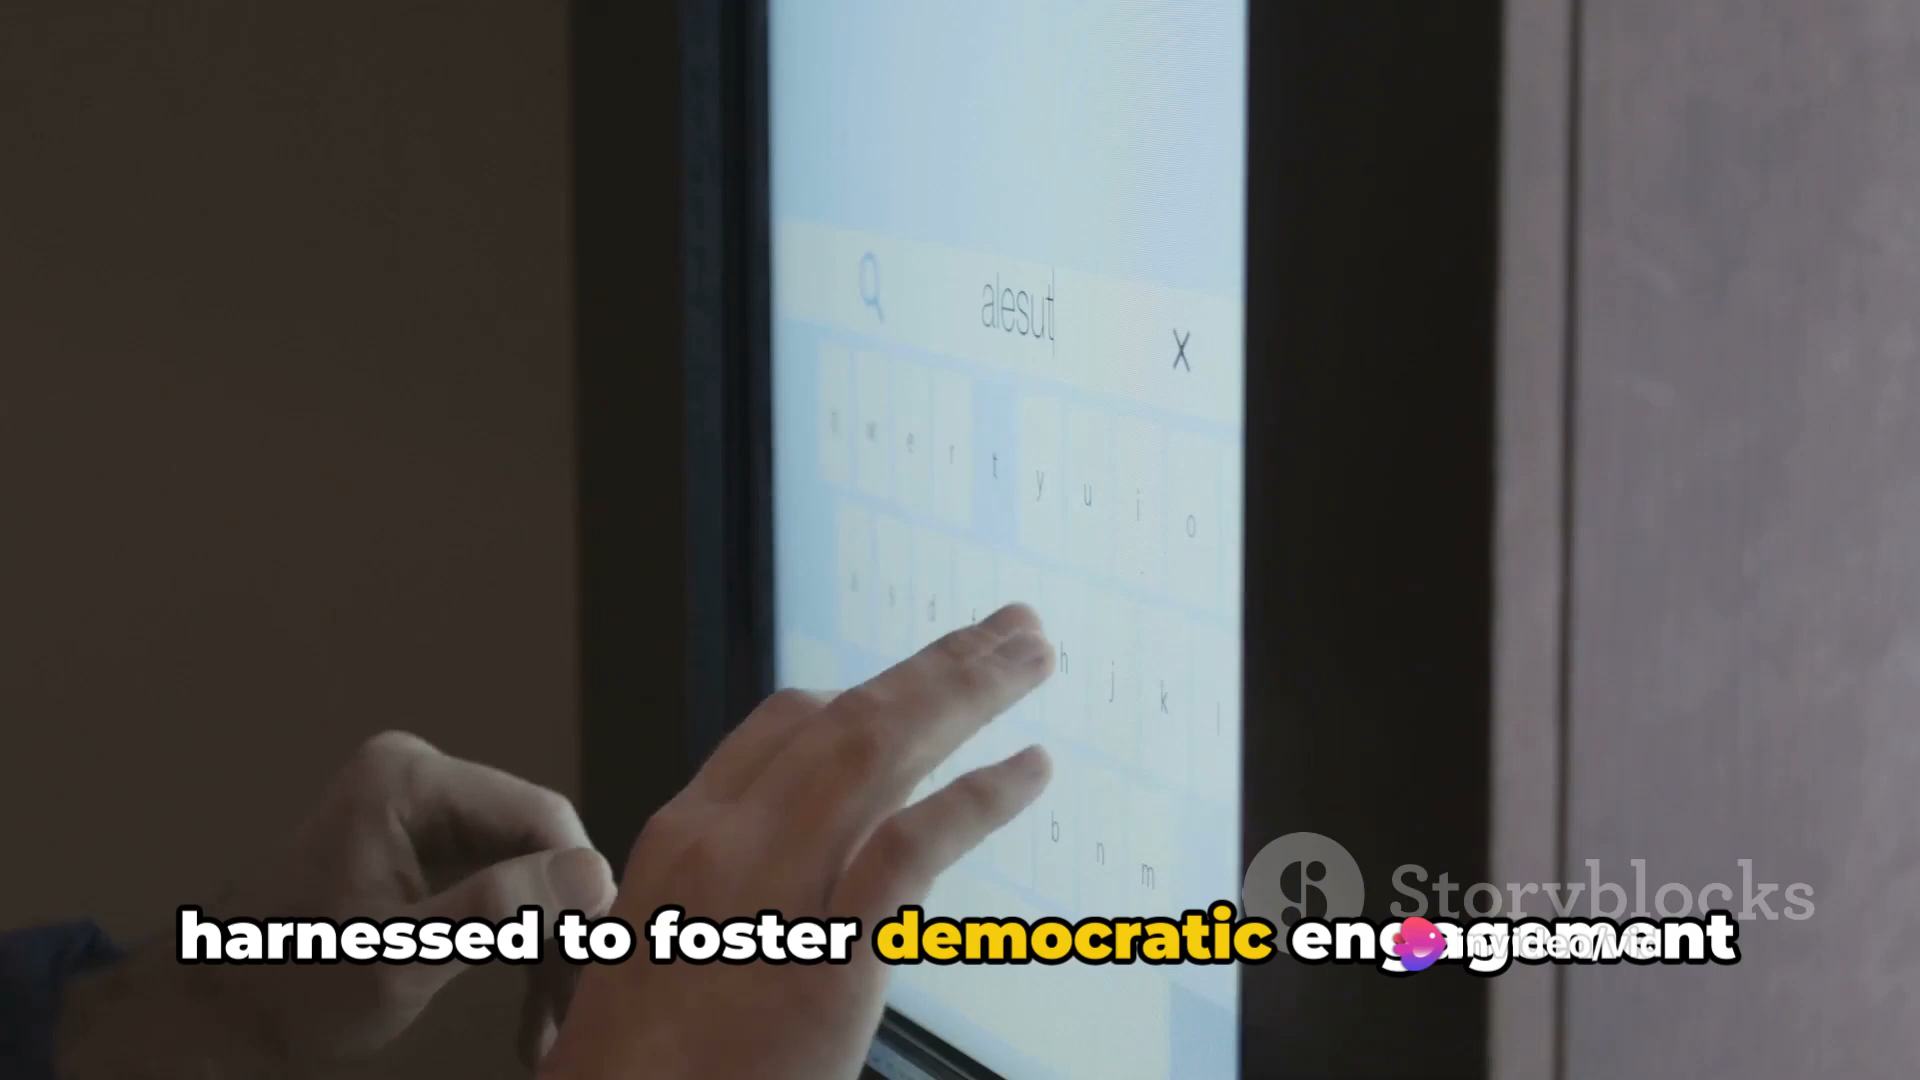 alesut
X
w e r t y u i o
a s d f h j k l
b n m
Storyblocks
harnessed to foster democratic engagement